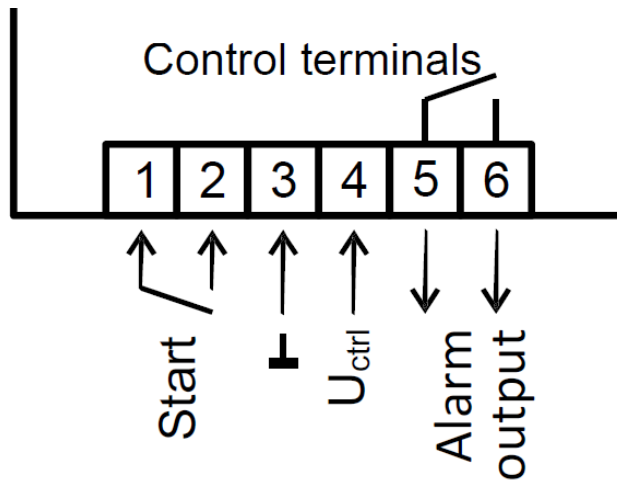 Control terminals
1 2 3 4 5 6
Start
Uctrl
Alarm
output